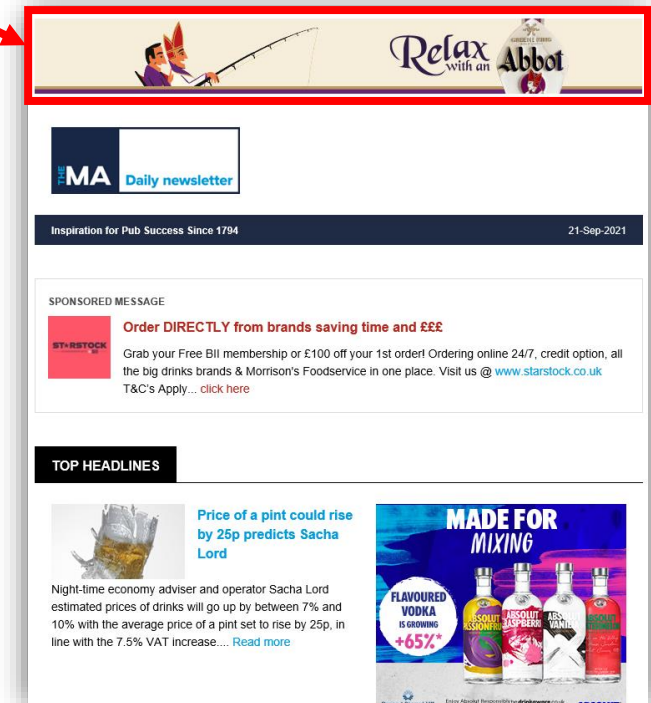 GREENE KING
Relax
with an
Abbot
THE MA
Daily newsletter
Inspiration for Pub Success Since 1794
21-Sep-2021
SPONSORED MESSAGE
STARSTOCK
Order DIRECTLY from brands saving time and £££
Grab your Free BII membership or £100 off your 1st order! Ordering online 24/7, credit option, all
the big drinks brands & Morrison's Foodservice in one place. Visit us @ www.starstock.co.uk
T&C's Apply... click here
TOP HEADLINES
Price of a pint could rise
by 25p predicts Sacha
Lord
Night-time economy adviser and operator Sacha Lord
estimated prices of drinks will go up by between 7% and
10% with the average price of a pint set to rise by 25p, in
line with the 7.5% VAT increase.... Read more
MADE FOR
MIXING
FLAVOURED
VODKA
IS GROWING
+65%*
ABSOLUT
ABSOLUT
RASPBERRI
Enjoy Absolut Responsibly